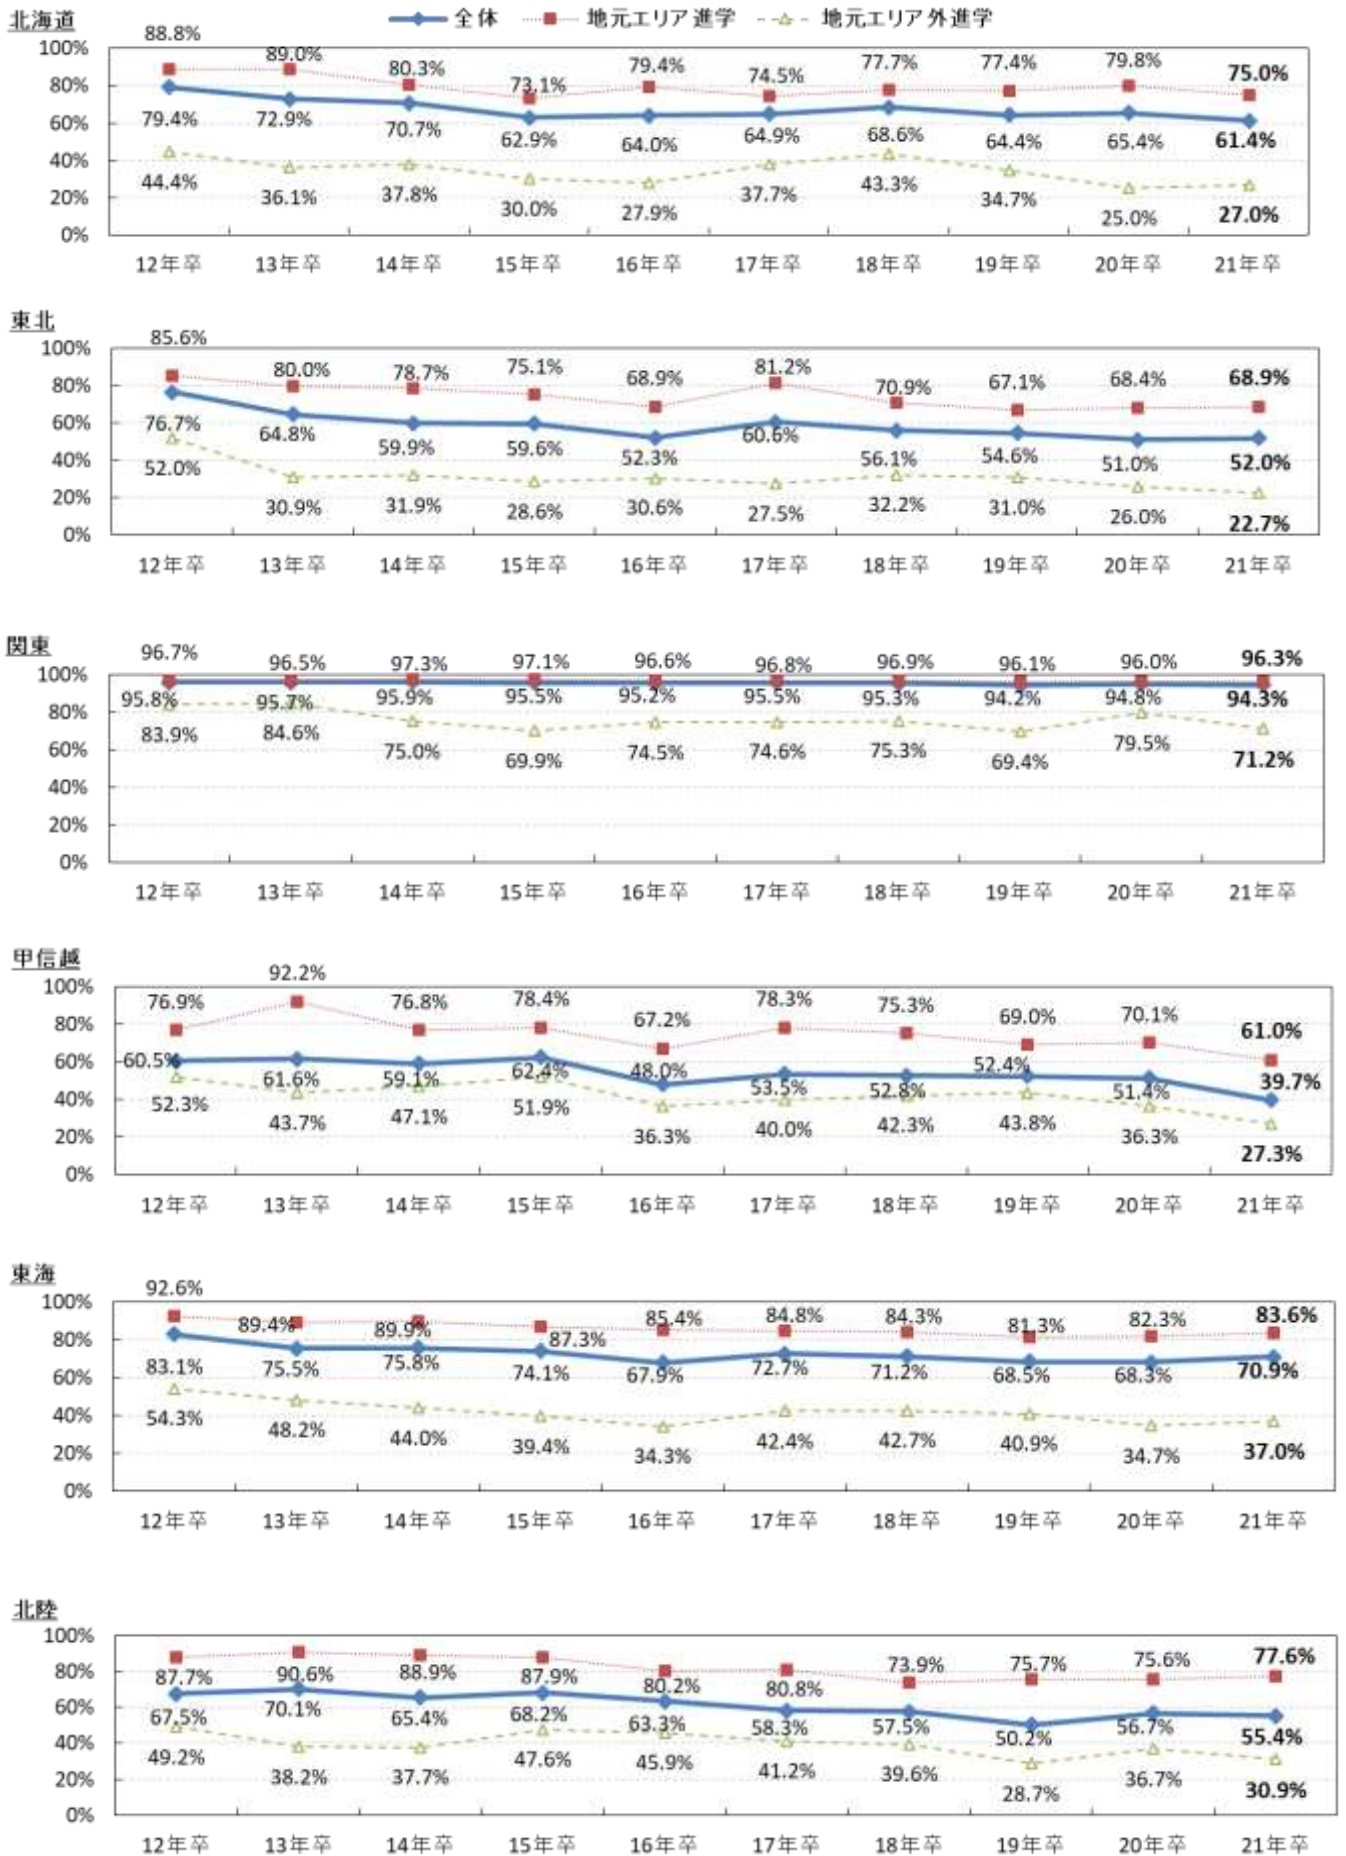 北海道 全体 地元エリア進学 地元エリア外進学
88.8% 89.0% 80.3% 73.1% 79.4% 74.5% 77.7% 77.4% 79.8% 75.0%
100%
80%
60%
40%
20%
0%
79.4% 72.9% 70.7% 62.9% 64.0% 64.9% 68.6% 64.4% 65.4% 61.4%
44.4% 36.1% 37.8% 30.0% 27.9% 37.7% 43.3% 34.7% 25.0% 27.0%
12年卒 13年卒 14年卒 15年卒 16年卒 17年卒 18年卒 19年卒 20年卒 21年卒
東北
85.6% 80.0% 78.7% 75.1% 68.9% 81.2% 70.9% 67.1% 68.4% 68.9%
100%
80%
60%
40%
20%
0%
76.7% 64.8% 59.9% 59.6% 52.3% 60.6% 56.1% 54.6% 51.0% 52.0%
52.0% 30.9% 31.9% 28.6% 30.6% 27.5% 32.2% 31.0% 26.0% 22.7%
12年卒 13年卒 14年卒 15年卒 16年卒 17年卒 18年卒 19年卒 20年卒 21年卒
関東
96.7% 96.5% 97.3% 97.1% 96.6% 96.8% 96.9% 96.1% 96.0% 96.3%
100%
80%
60%
40%
20%
0%
95.8% 95.7% 95.9% 95.5% 95.2% 95.5% 95.3% 94.2% 94.8% 94.3%
83.9% 84.6% 75.0% 69.9% 74.5% 74.6% 75.3% 69.4% 79.5% 71.2%
12年卒 13年卒 14年卒 15年卒 16年卒 17年卒 18年卒 19年卒 20年卒 21年卒
甲信越
76.9% 92.2% 76.8% 78.4% 67.2% 78.3% 75.3% 69.0% 70.1% 61.0%
100%
80%
60%
40%
20%
0%
60.5% 61.6% 59.1% 62.4% 48.0% 53.5% 52.8% 52.4% 51.4% 39.7%
52.3% 43.7% 47.1% 51.9% 36.3% 40.0% 42.3% 43.8% 36.3% 27.3%
12年卒 13年卒 14年卒 15年卒 16年卒 17年卒 18年卒 19年卒 20年卒 21年卒
東海
92.6% 89.4% 89.9% 87.3% 85.4% 84.8% 84.3% 81.3% 82.3% 83.6%
100%
80%
60%
40%
20%
0%
83.1% 75.5% 75.8% 74.1% 67.9% 72.7% 71.2% 68.5% 68.3% 70.9%
54.3% 48.2% 44.0% 39.4% 34.3% 42.4% 42.7% 40.9% 34.7% 37.0%
12年卒 13年卒 14年卒 15年卒 16年卒 17年卒 18年卒 19年卒 20年卒 21年卒
北陸
87.7% 90.6% 88.9% 87.9% 80.2% 80.8% 73.9% 75.7% 75.6% 77.6%
100%
80%
60%
40%
20%
0%
67.5% 70.1% 65.4% 68.2% 63.3% 58.3% 57.5% 50.2% 56.7% 55.4%
49.2% 38.2% 37.7% 47.6% 45.9% 41.2% 39.6% 28.7% 36.7% 30.9%
12年卒 13年卒 14年卒 15年卒 16年卒 17年卒 18年卒 19年卒 20年卒 21年卒